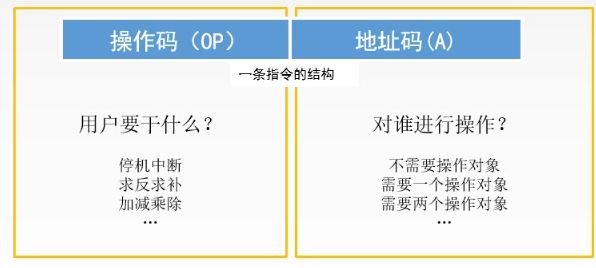 操作码（OP）
地址码(A)
一条指令的结构
用户要干什么？
停机中断
求反求补
加减乘除
…
对谁进行操作？
不需要操作对象
需要一个操作对象
需要两个操作对象
…